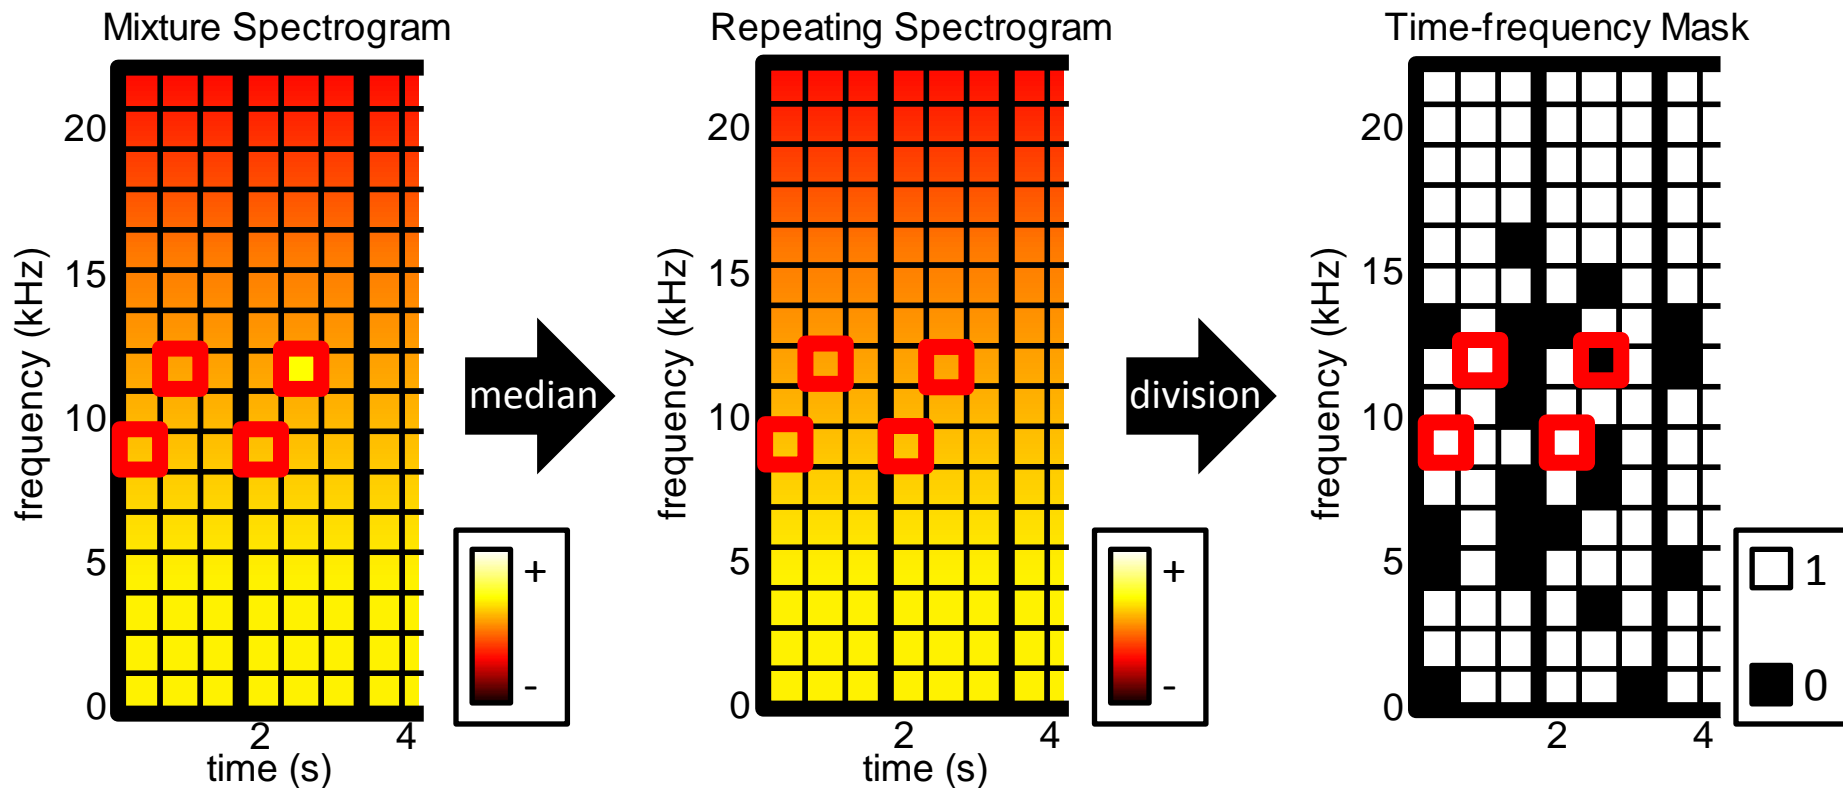 Mixture Spectrogram
frequency (kHz)
20
15
10
5
0
2
4
time (s)
+
-
median
Repeating Spectrogram
frequency (kHz)
20
15
10
5
0
2
4
time (s)
+
-
division
Time-frequency Mask
frequency (kHz)
20
15
10
5
0
2
4
1
0